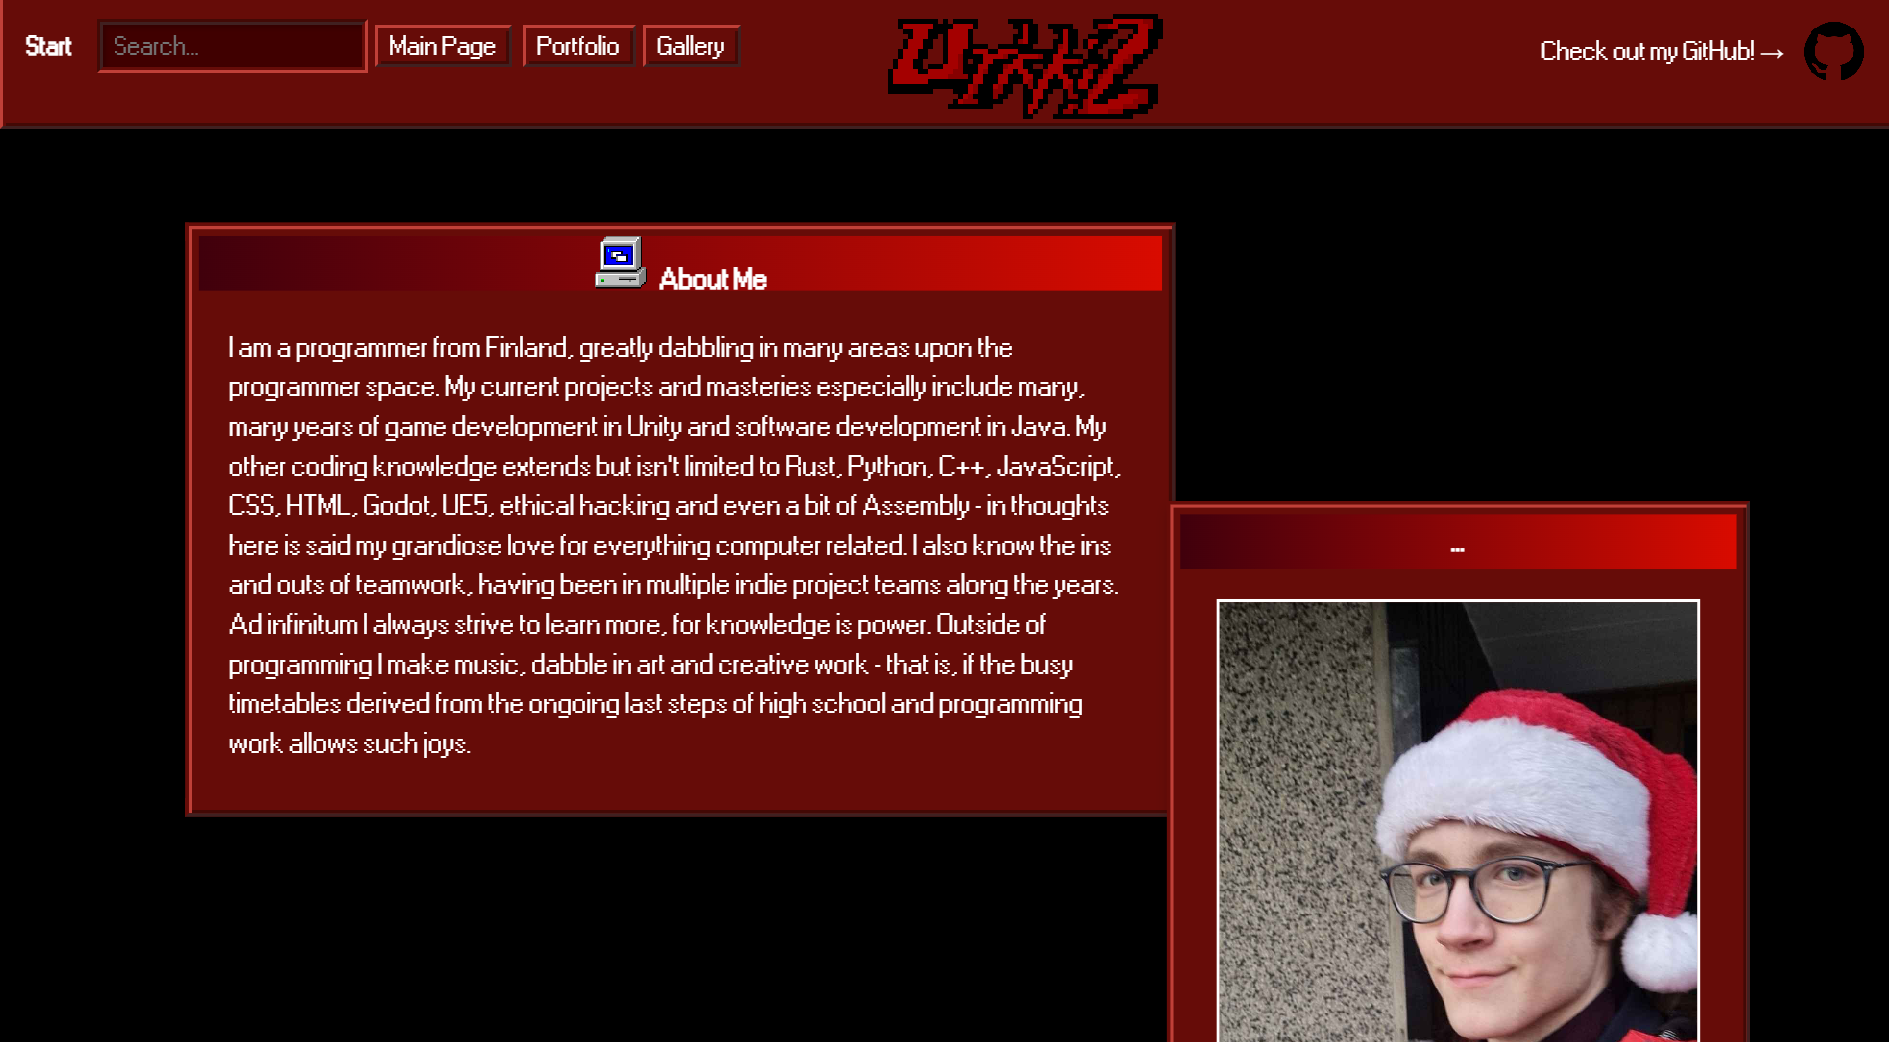 Start
Search...
Main Page
Portfolio
Gallery
Check out my GitHub! →
About Me
I am a programmer from Finland, greatly dabbling in many areas upon the
programmer space. My current projects and masteries especially include many,
many years of game development in Unity and software development in Java. My
other coding knowledge extends but isn't limited to Rust, Python, C++, JavaScript,
CSS, HTML, Godot, UE5, ethical hacking and even a bit of Assembly - in thoughts
here is said my grandiose love for everything computer related. I also know the ins
and outs of teamwork, having been in multiple indie project teams along the years.
Ad infinitum I always strive to learn more, for knowledge is power. Outside of
programming I make music, dabble in art and creative work - that is, if the busy
timetables derived from the ongoing last steps of high school and programming
work allows such joys.
...